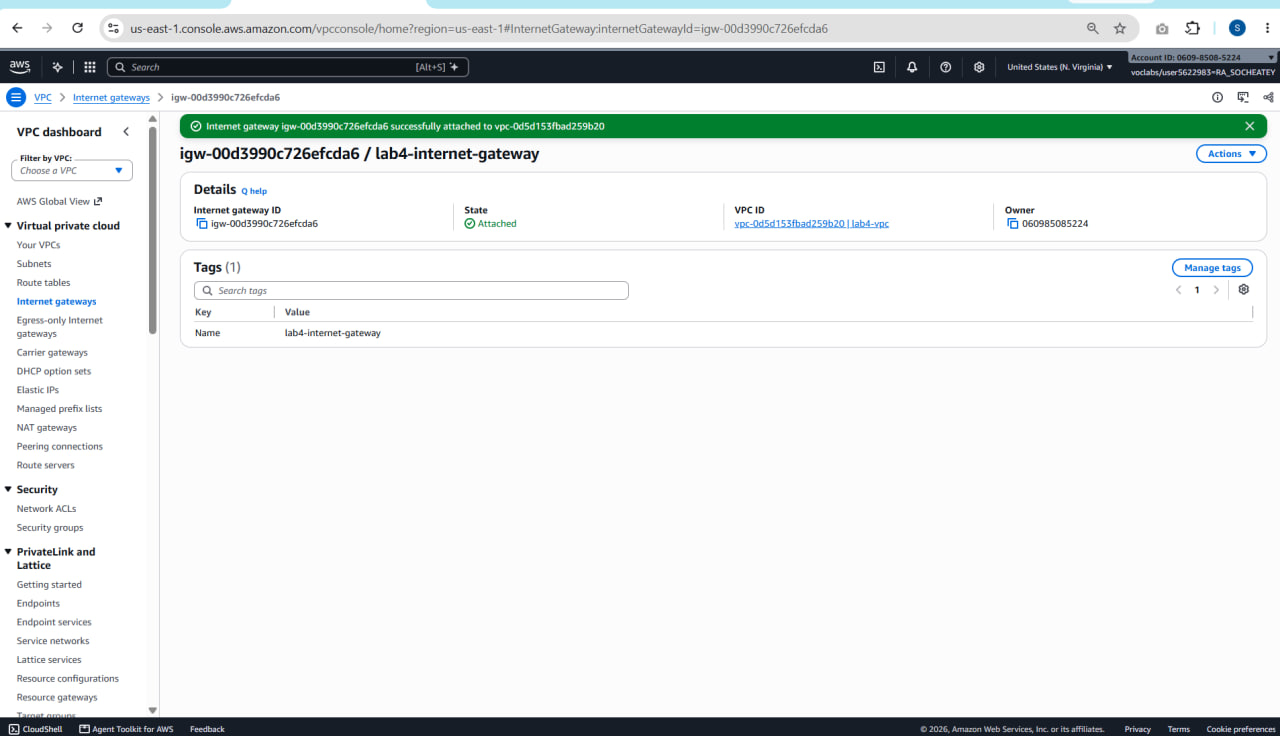 us-east-1.console.aws.amazon.com/vpcconsole/home?region=us-east-1#InternetGateway:internetGatewayId=igw-00d3990c726efcda6
S
aws
Search
[Alt+S]
United States (N. Virginia)
Account ID: 0609-8508-5224
voclabs/user5622983=RA_SOCHEATEY
VPC
Internet gateways
igw-00d3990c726efcda6
VPC dashboard
Filter by VPC:
Choose a VPC
AWS Global View
Virtual private cloud
Your VPCs
Subnets
Route tables
Internet gateways
Egress-only Internet
gateways
Carrier gateways
DHCP option sets
Elastic IPs
Managed prefix lists
NAT gateways
Peering connections
Route servers
Security
Network ACLs
Security groups
PrivateLink and
Lattice
Getting started
Endpoints
Endpoint services
Service networks
Lattice services
Resource configurations
Resource gateways
Target groups
Internet gateway igw-00d3990c726efcda6 successfully attached to vpc-0d5d153fbad259b20
igw-00d3990c726efcda6 / lab4-internet-gateway
Actions
Details
Q help
Internet gateway ID
igw-00d3990c726efcda6
State
Attached
VPC ID
vpc-0d5d153fbad259b20 | lab4-vpc
Owner
060985085224
Tags (1)
Manage tags
Search tags
1
Key Value
Name lab4-internet-gateway
CloudShell
Agent Toolkit for AWS
Feedback
© 2026, Amazon Web Services, Inc. or its affiliates.
Privacy
Terms
Cookie preferences